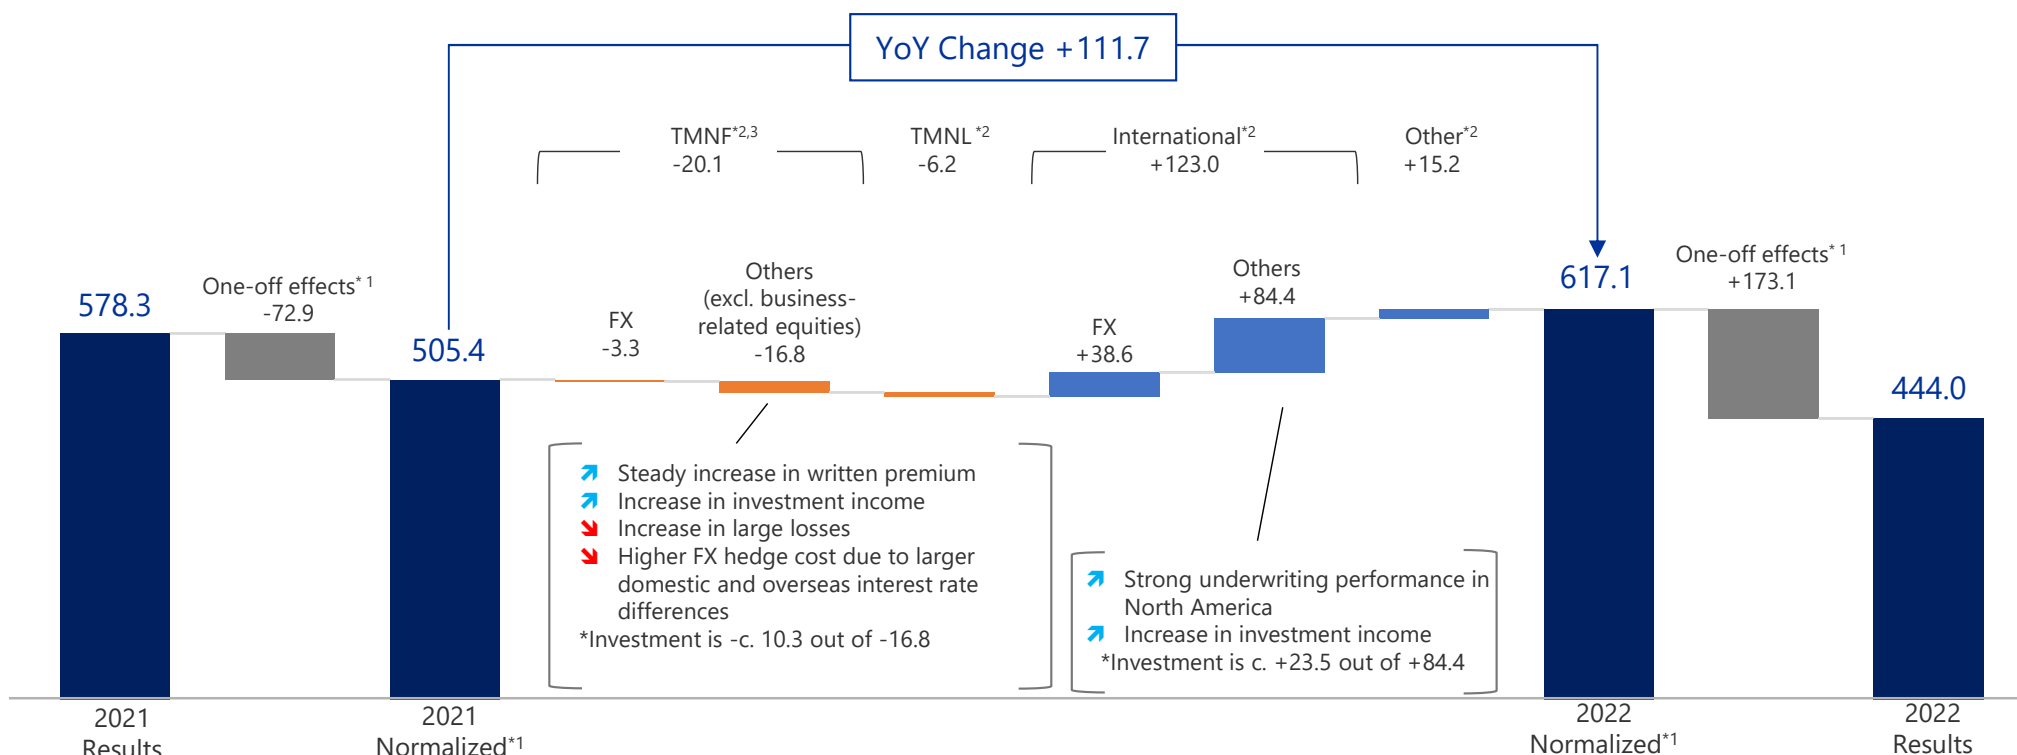 YoY Change +111.7
TMNF*2,3
-20.1
TMNL*2
-6.2
International*2
+123.0
Other*2
+15.2
578.3
One-off effects*1
-72.9
505.4
FX
-3.3
Others
(excl. business-
related equities)
-16.8
FX
+38.6
Others
+84.4
617.1
One-off effects*1
+173.1
444.0
Steady increase in written premium
Increase in investment income
Increase in large losses
Higher FX hedge cost due to larger
domestic and overseas interest rate
differences
*Investment is -c. 10.3 out of -16.8
Strong underwriting performance in
North America
Increase in investment income
*Investment is c. +23.5 out of +84.4
2021
Results
2021
Normalized*1
2022
Normalized*1
2022
Results